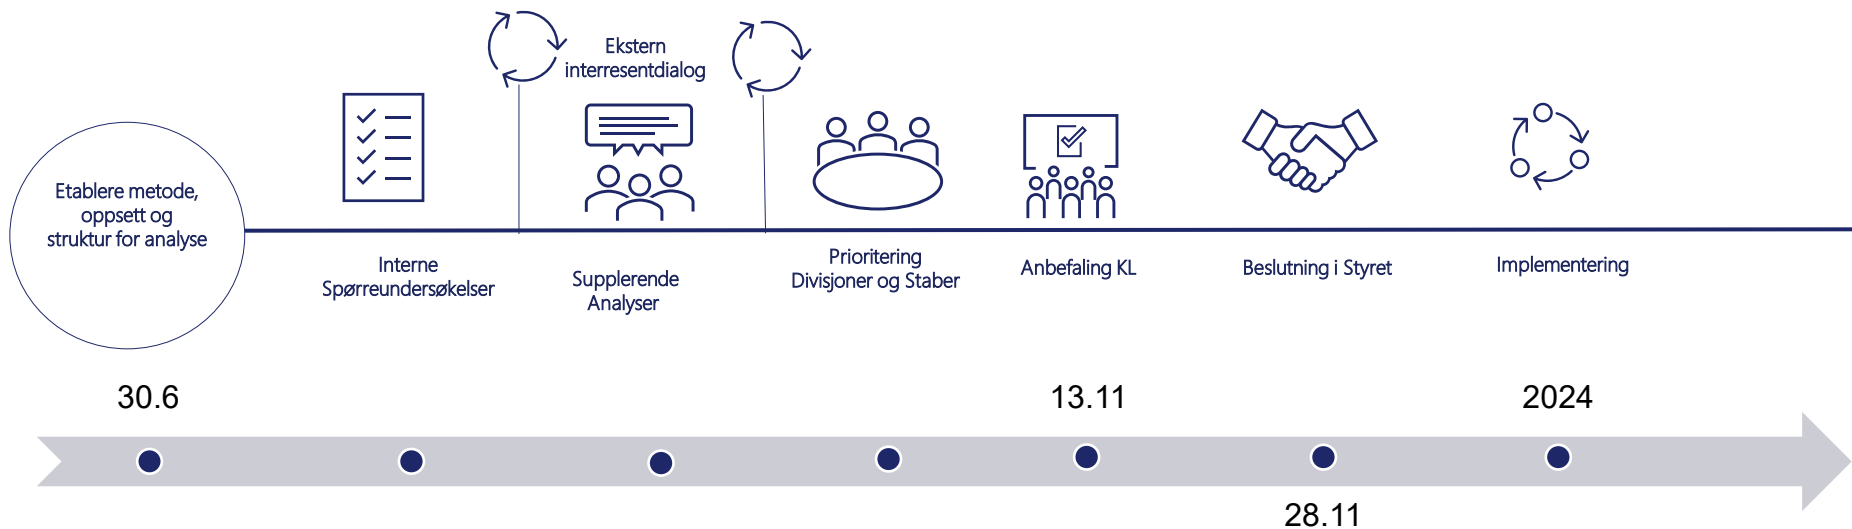 Ekstern
interresentdialog
Etablere metode,
oppsett og
struktur for analyse
Interne
Spørreundersøkelser
Supplerende
Analyser
Prioritering
Divisjoner og Staber
Anbefaling KL
Beslutning i Styret
Implementering
30.6
13.11
2024
28.11